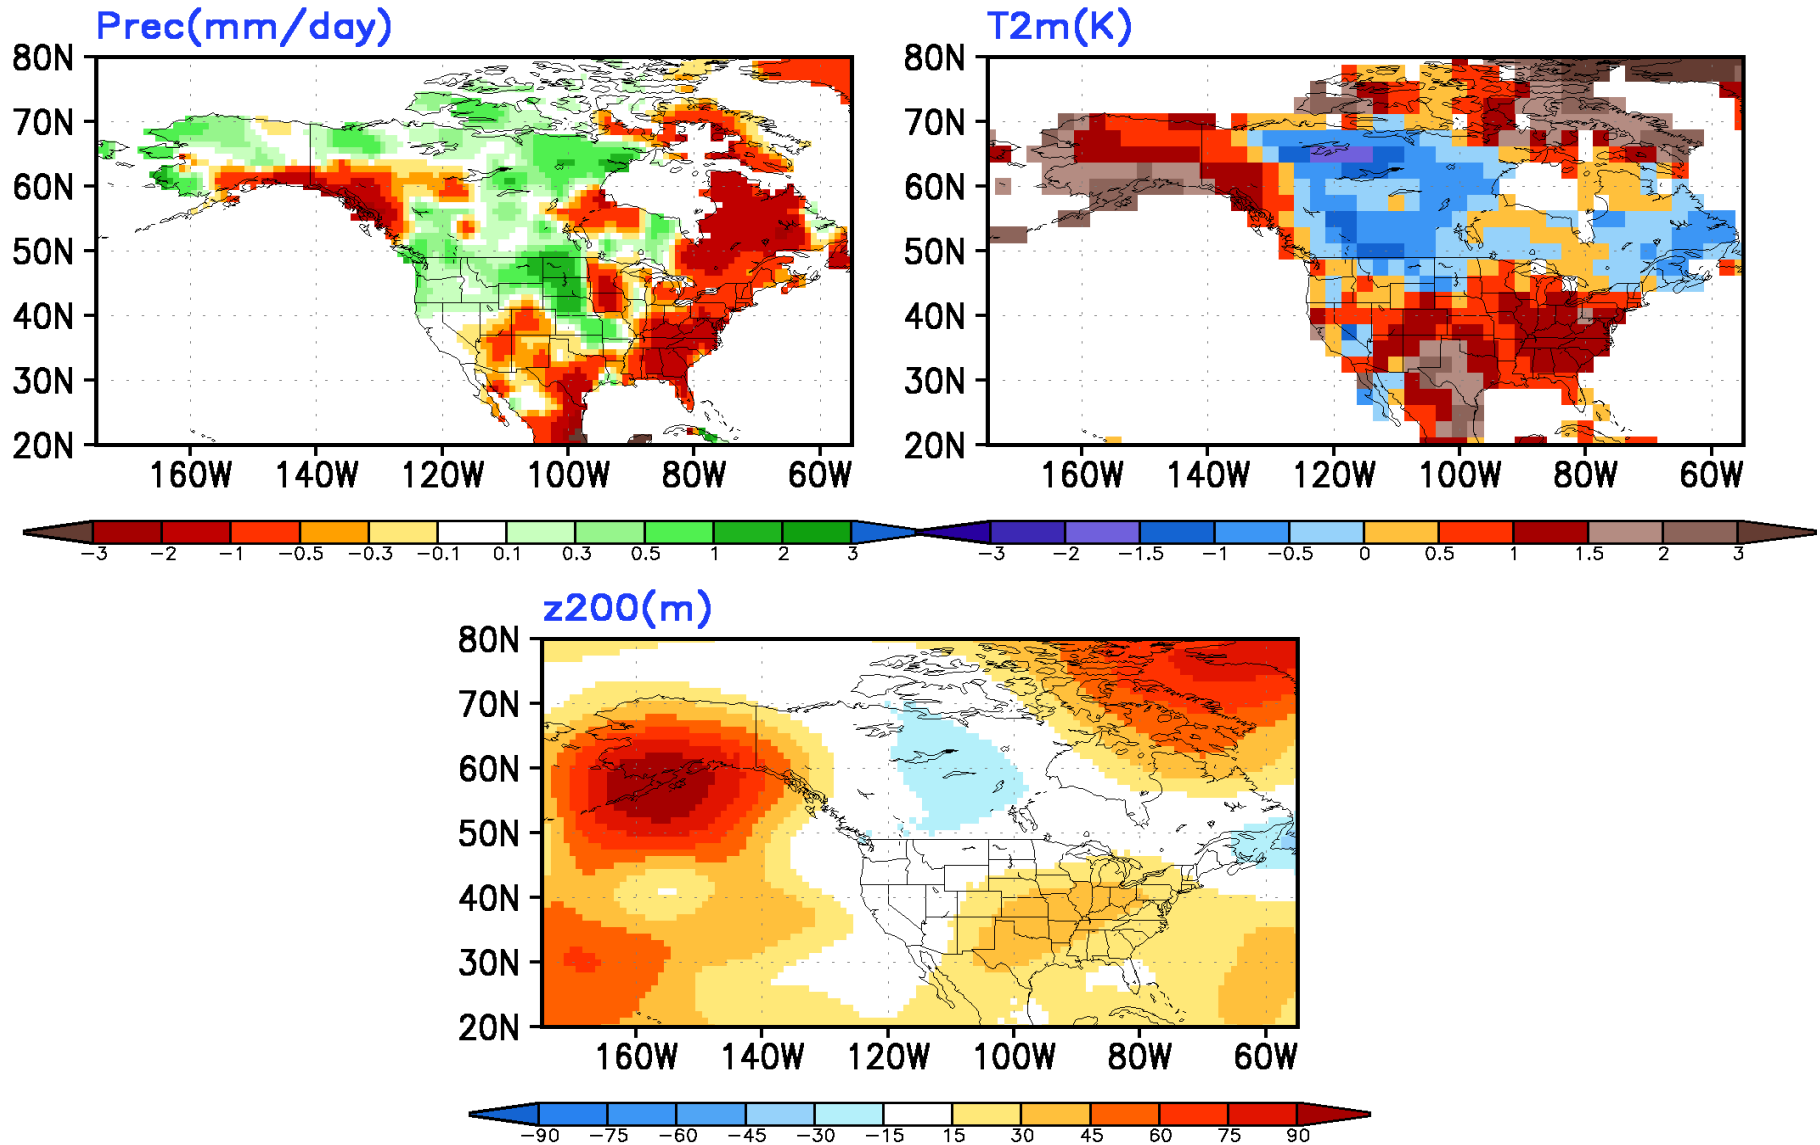 Prec(mm/day)
80N
70N
60N
50N
40N
30N
20N
160W 140W 120W 100W 80W 60W
-3 -2 -1 -0.5 -0.3 -0.1 0.1 0.3 0.5 1 2 3
T2m(K)
80N
70N
60N
50N
40N
30N
20N
160W 140W 120W 100W 80W 60W
-3 -2 -1.5 -1 -0.5 0 0.5 1 1.5 2 3
z200(m)
80N
70N
60N
50N
40N
30N
20N
160W 140W 120W 100W 80W 60W
-90 -75 -60 -45 -30 -15 15 30 45 60 75 90